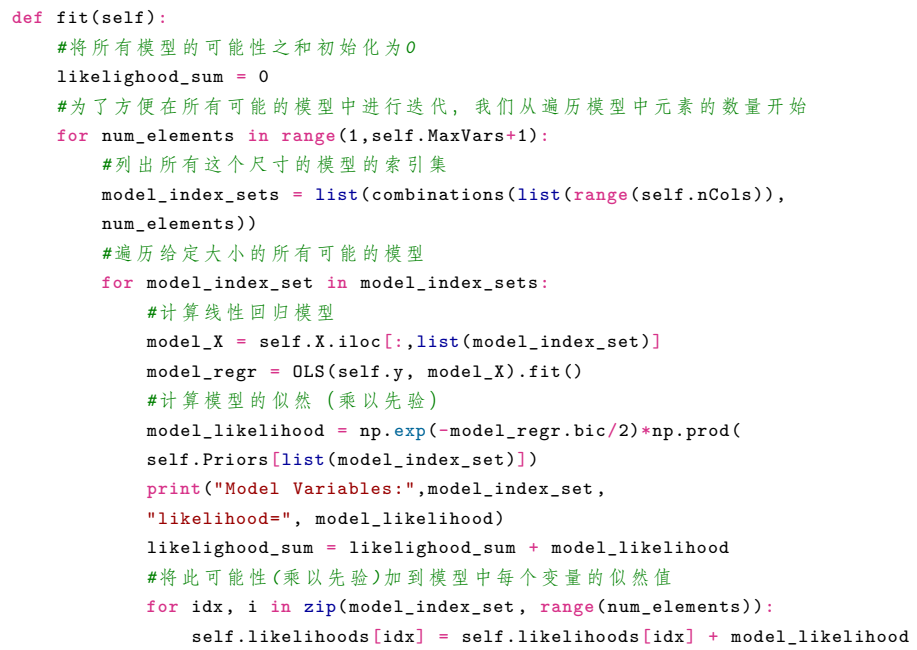 def fit(self):
    #将所有模型的可能性之和初始化为0
    likelighood_sum = 0
    #为了方便在所有可能的模型中进行迭代, 我们从遍历模型中元素的数量开始
    for num_elements in range(1,self.MaxVars+1):
        #列出所有这个尺寸的模型的索引集
        model_index_sets = list(combinations(list(range(self.nCols)),
        num_elements))
        #遍历给定大小的所有可能的模型
        for model_index_set in model_index_sets:
            #计算线性回归模型
            model_X = self.X.iloc[:,list(model_index_set)]
            model_regr = OLS(self.y, model_X).fit()
            #计算模型的似然 (乘以先验)
            model_likelihood = np.exp(-model_regr.bic/2)*np.prod(
            self.Priors[list(model_index_set)])
            print("Model Variables:",model_index_set,
            "likelihood=", model_likelihood)
            likelighood_sum = likelighood_sum + model_likelihood
            #将此可能性(乘以先验)加到模型中每个变量的似然值
            for idx, i in zip(model_index_set, range(num_elements)):
                self.likelihoods[idx] = self.likelihoods[idx] + model_likelihood